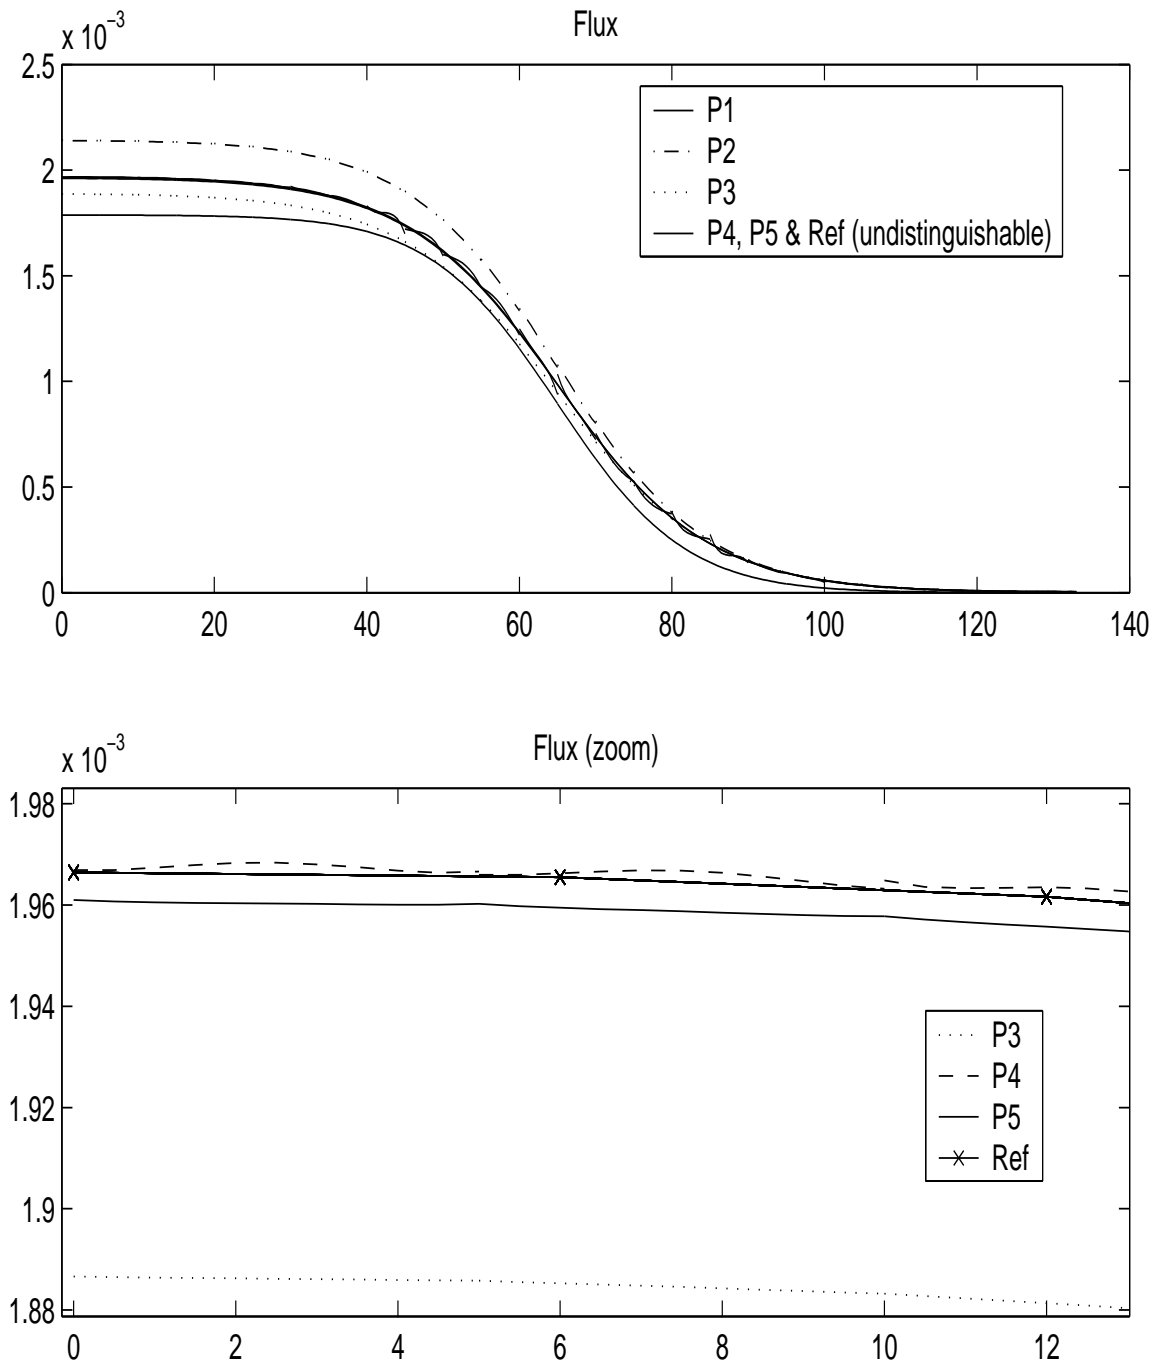 Flux
x 10−3
2.5
2
1.5
1
0.5
0
0 20 40 60 80 100 120 140
P1
P2
P3
P4, P5 & Ref (undistinguishable)
Flux (zoom)
x 10−3
1.98
1.96
1.94
1.92
1.9
1.88
0 2 4 6 8 10 12
P3
P4
P5
Ref